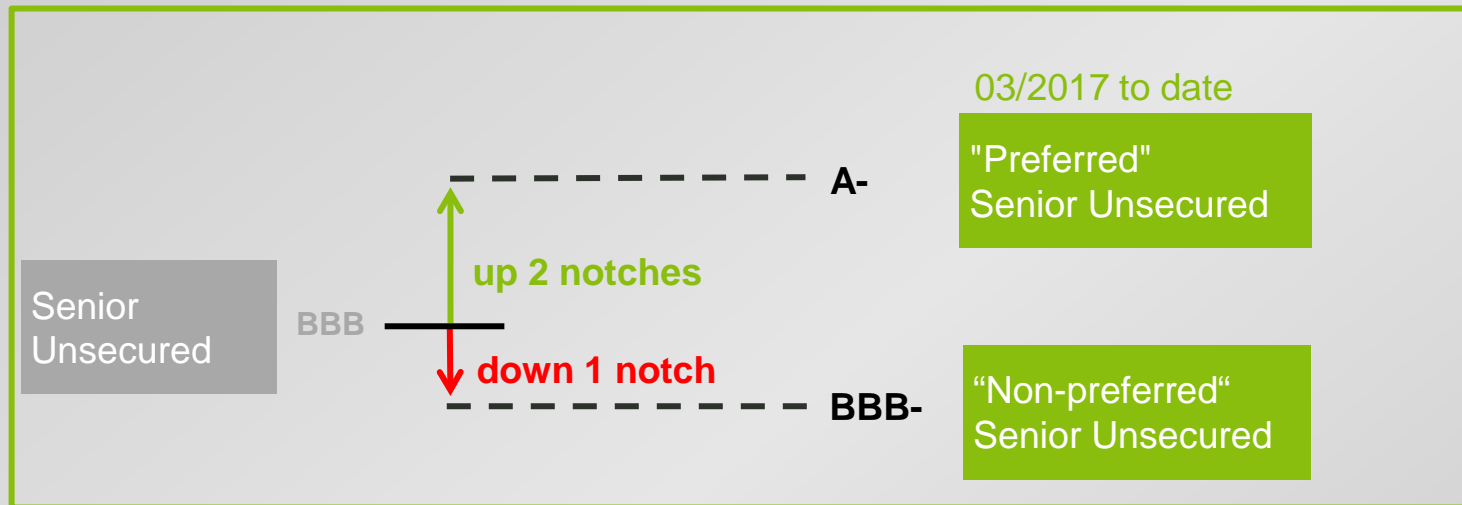 03/2017 to date
"Preferred"
Senior Unsecured
A-
up 2 notches
Senior
Unsecured
BBB
down 1 notch
BBB-
“Non-preferred“
Senior Unsecured